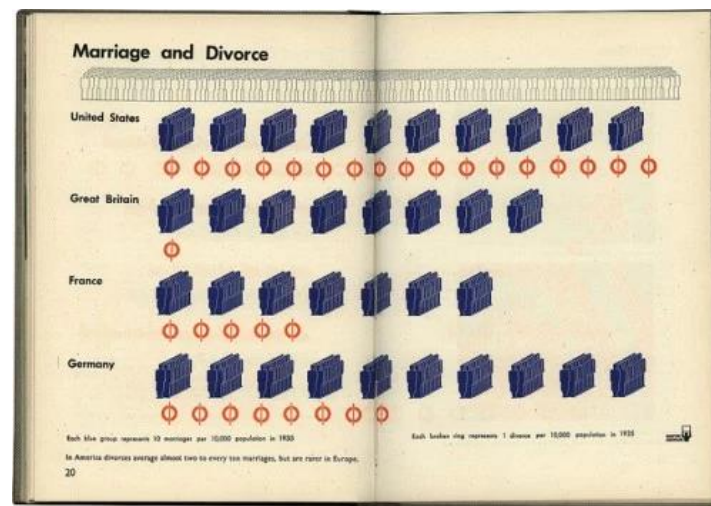 Marriage and Divorce
United States
Great Britain
France
Germany
Each blue group represents 10 marriages per 10,000 population in 1935
Each broken ring represents 1 divorce per 10,000 population in 1935
In America divorces average almost two to every ten marriages, but are rarer in Europe.
20